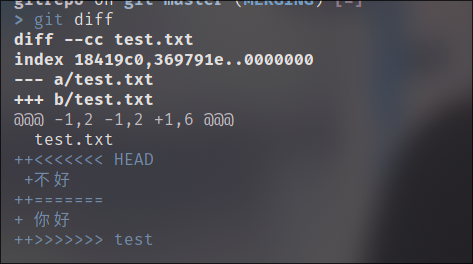 gitrepo on git master (MERGING) [=]
> git diff
diff --cc test.txt
index 18419c0,369791e..0000000
--- a/test.txt
+++ b/test.txt
@@@ -1,2 -1,2 +1,6 @@@
  test.txt
++<<<<<<< HEAD
 +不好
++=======
+ 你好
++>>>>>>> test